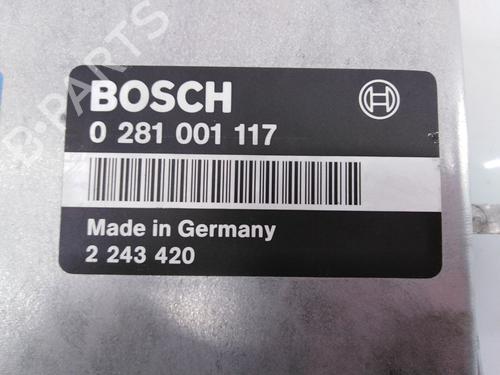 B-PARTS
BOSCH
0 281 001 117
Made in Germany
2 243 420